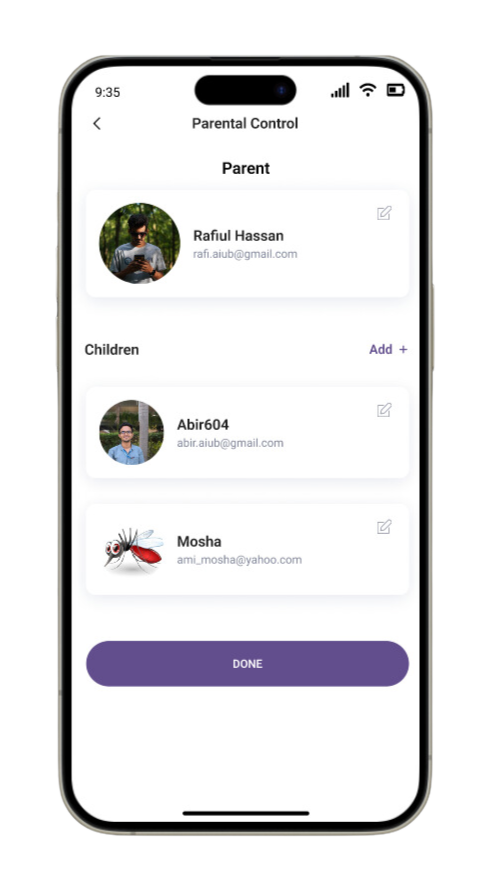 9:35
Parental Control
Parent
Rafiul Hassan
rafi.aiub@gmail.com
Children
Add +
Abir604
abir.aiub@gmail.com
Mosha
ami_mosha@yahoo.com
DONE